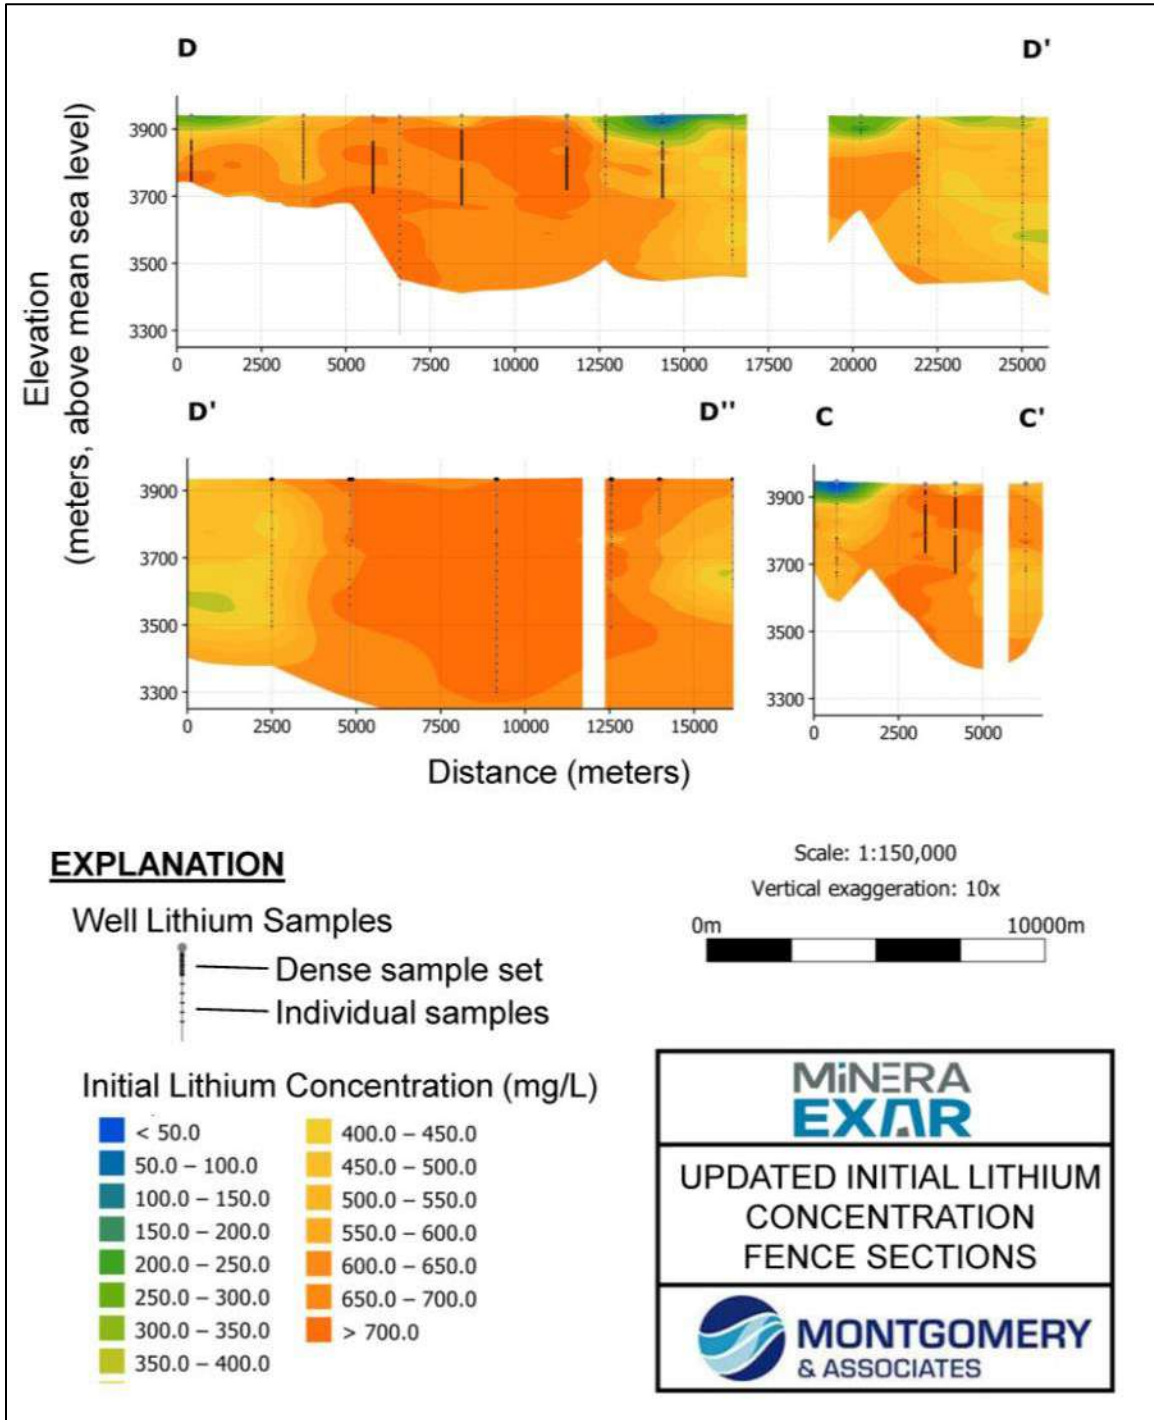 D D'
Elevation
(meters, above mean sea level)
3900
3700
3500
3300
0 2500 5000 7500 10000 12500 15000 17500 20000 22500 25000
D' D'' C C'
3900
3700
3500
3300
0 2500 5000 7500 10000 12500 15000
3900
3700
3500
3300
0 2500 5000
Distance (meters)
EXPLANATION
Well Lithium Samples
Dense sample set
Individual samples
Scale: 1:150,000
Vertical exaggeration: 10x
0m 10000m
Initial Lithium Concentration (mg/L)
< 50.0
50.0 – 100.0
100.0 – 150.0
150.0 – 200.0
200.0 – 250.0
250.0 – 300.0
300.0 – 350.0
350.0 – 400.0
400.0 – 450.0
450.0 – 500.0
500.0 – 550.0
550.0 – 600.0
600.0 – 650.0
650.0 – 700.0
> 700.0
MINERA
EXAR
UPDATED INITIAL LITHIUM
CONCENTRATION
FENCE SECTIONS
MONTGOMERY
& ASSOCIATES